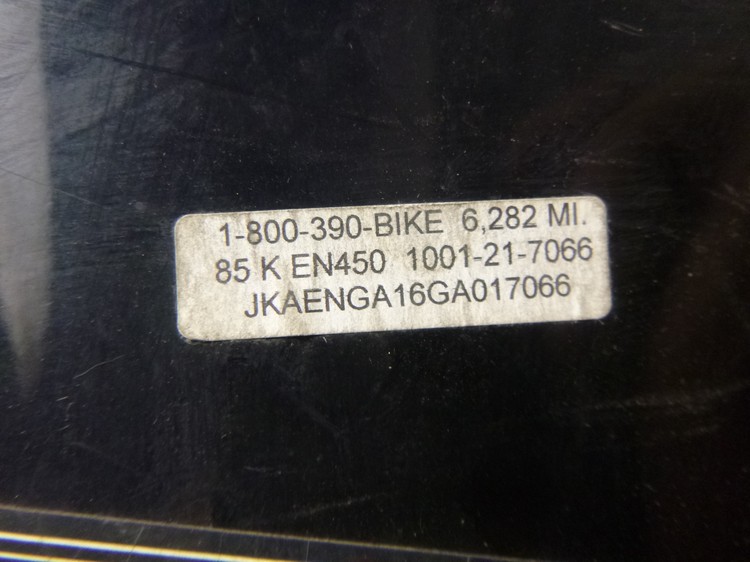 1-800-390-BIKE 6,282 MI.
85 K EN450 1001-21-7066
JKAENGA16GA017066